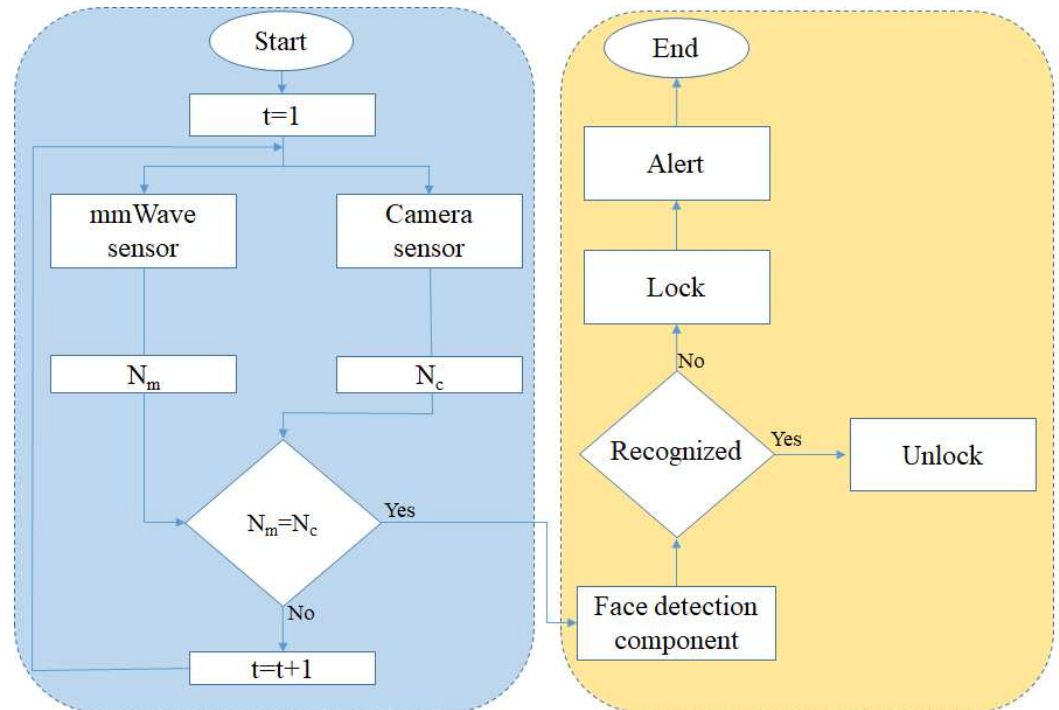 Start
t=1
mmWave
sensor
Camera
sensor
Nm
Nc
Nm=Nc
Yes
No
t=t+1
End
Alert
Lock
No
Recognized
Yes
Unlock
Face detection
component